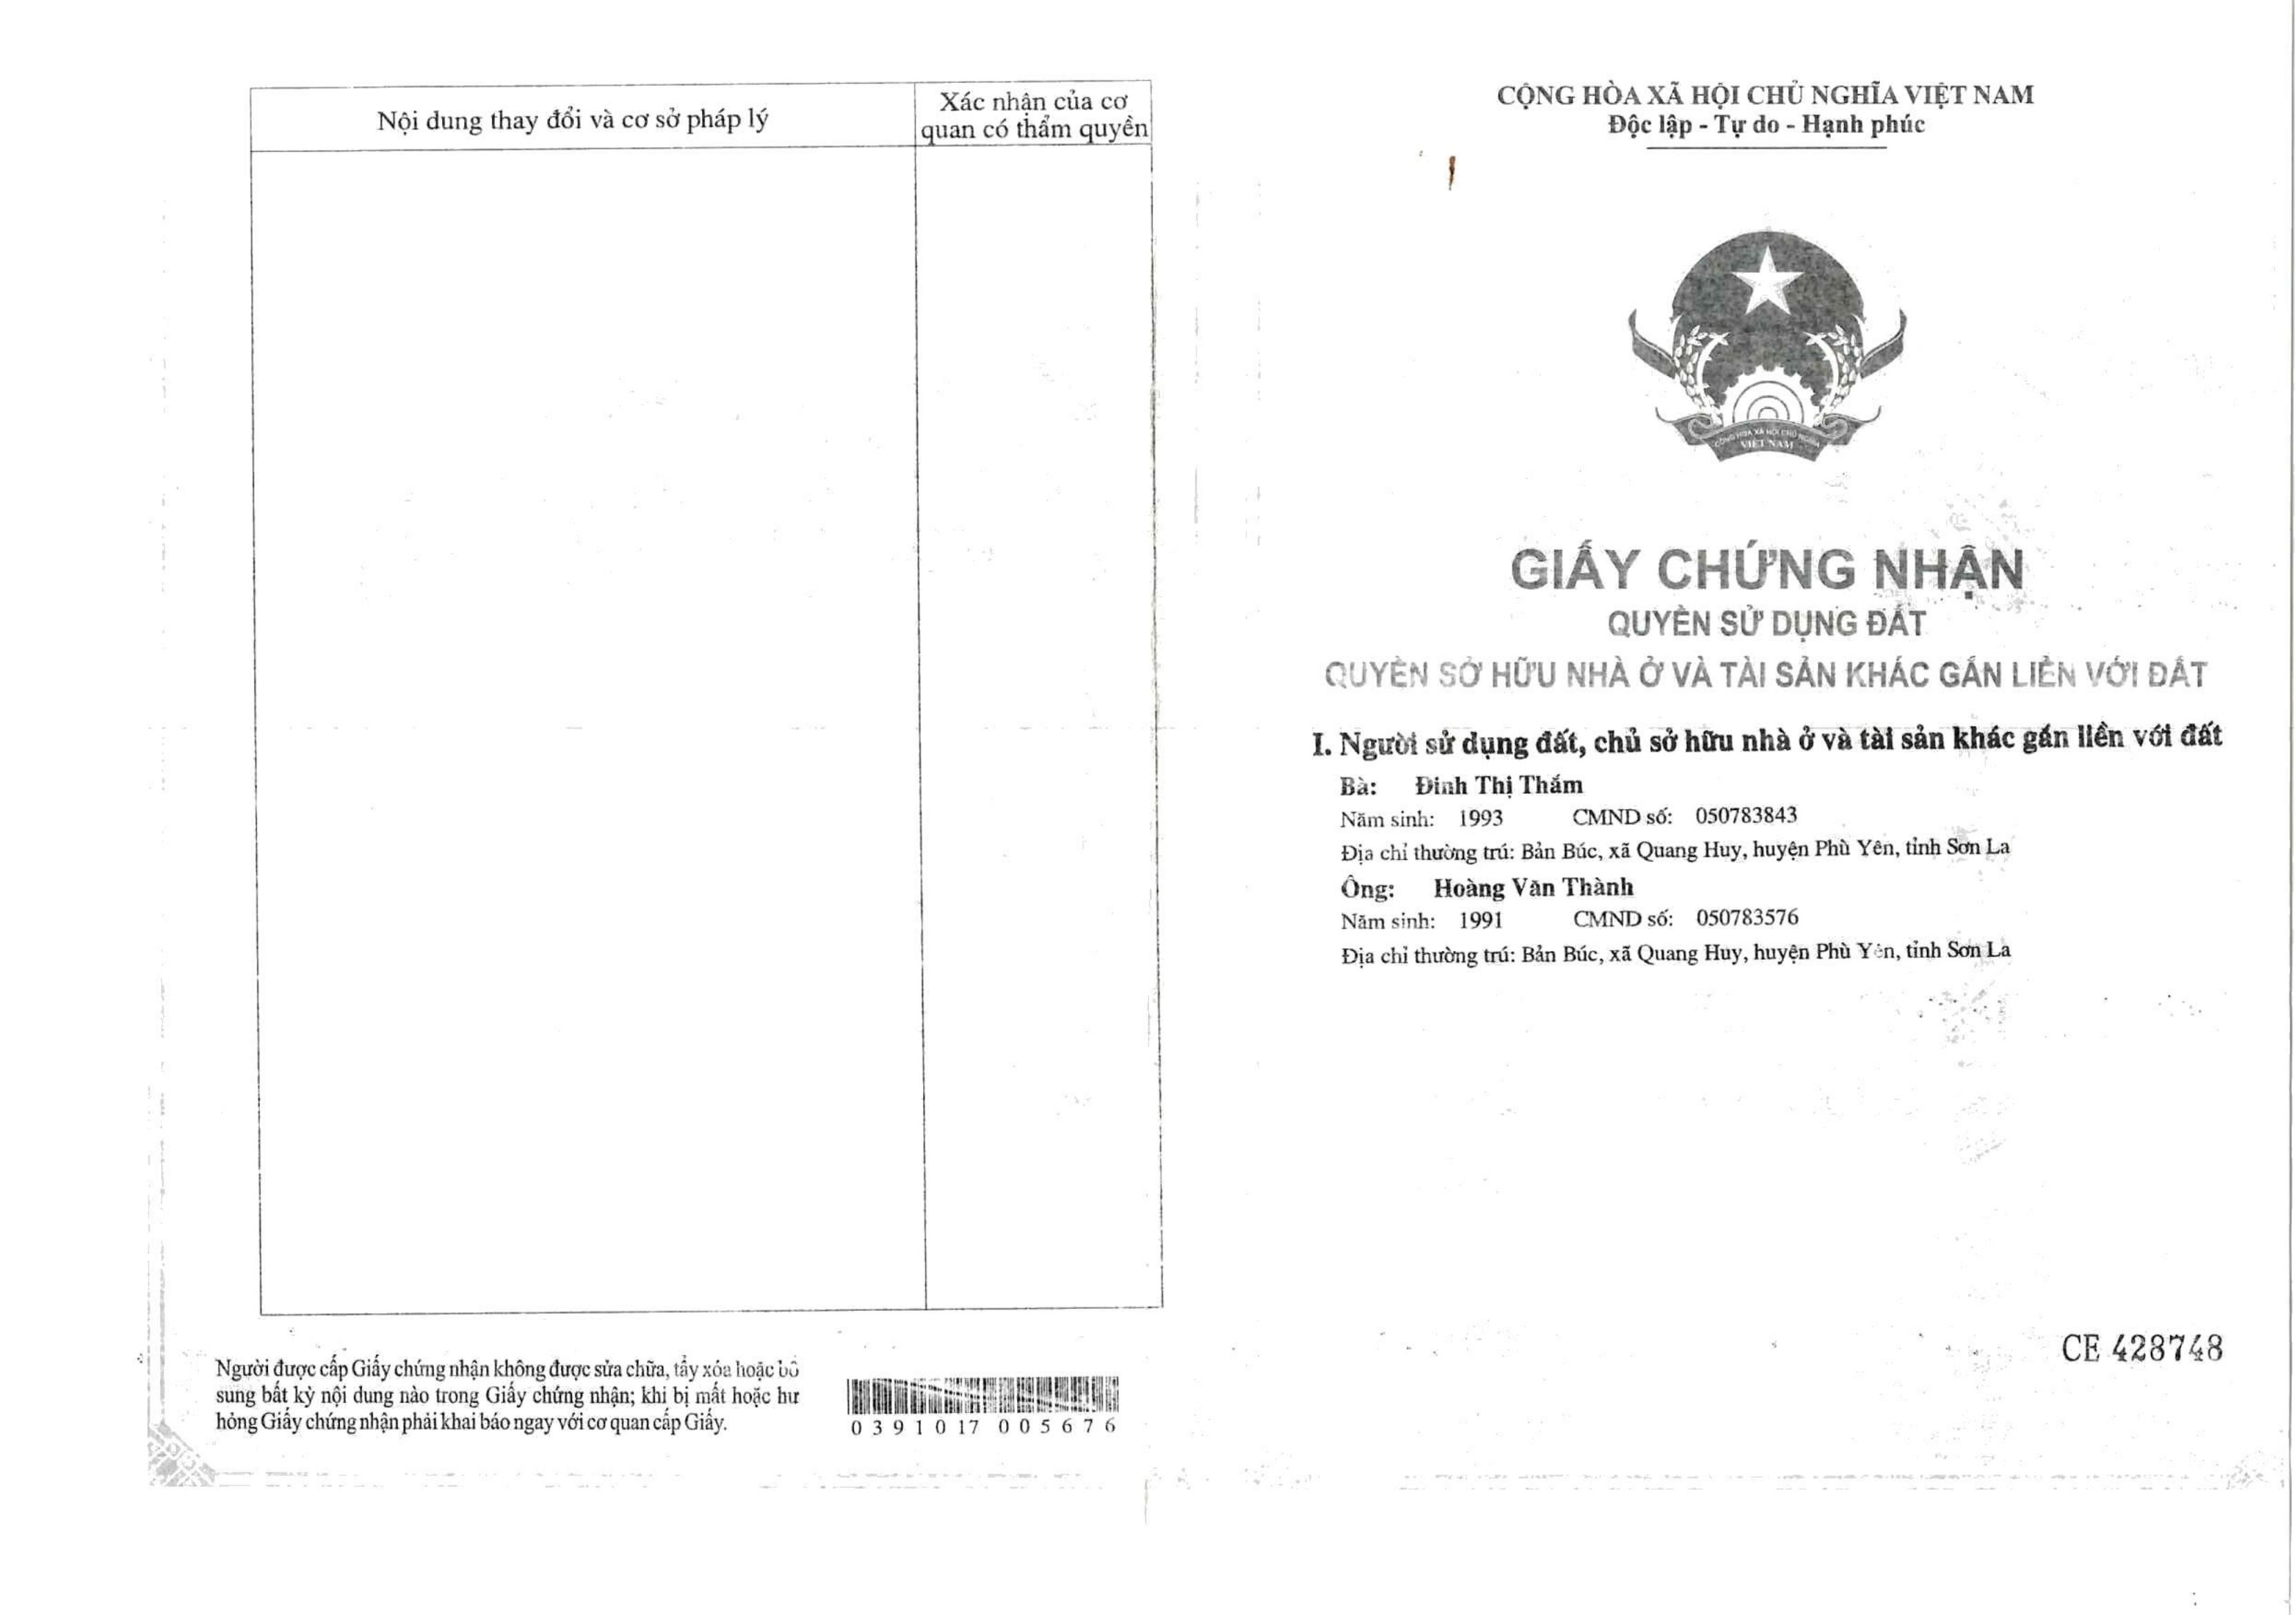 Nội dung thay đổi và cơ sở pháp lý
Xác nhận của cơ
quan có thẩm quyền
Người được cấp Giấy chứng nhận không được sửa chữa, tẩy xóa hoặc bổ
sung bất kỳ nội dung nào trong Giấy chứng nhận; khi bị mất hoặc hư
hỏng Giấy chứng nhận phải khai báo ngay với cơ quan cấp Giấy.
0 3 9 1 0 17 0 0 5 6 7 6
CỘNG HÒA XÃ HỘI CHỦ NGHĨA VIỆT NAM
Độc lập - Tự do - Hạnh phúc
CỘNG HÒA XÃ HỘI CHỦ NGHĨA
VIỆT NAM
GIẤY CHỨNG NHẬN
QUYỀN SỬ DỤNG ĐẤT
QUYỀN SỞ HỮU NHÀ Ở VÀ TÀI SẢN KHÁC GẮN LIỀN VỚI ĐẤT
I. Người sử dụng đất, chủ sở hữu nhà ở và tài sản khác gắn liền với đất
Bà: Đinh Thị Thắm
Năm sinh: 1993 CMND số: 050783843
Địa chỉ thường trú: Bản Búc, xã Quang Huy, huyện Phù Yên, tỉnh Sơn La
Ông: Hoàng Văn Thành
Năm sinh: 1991 CMND số: 050783576
Địa chỉ thường trú: Bản Búc, xã Quang Huy, huyện Phù Yên, tỉnh Sơn La
CE 428748